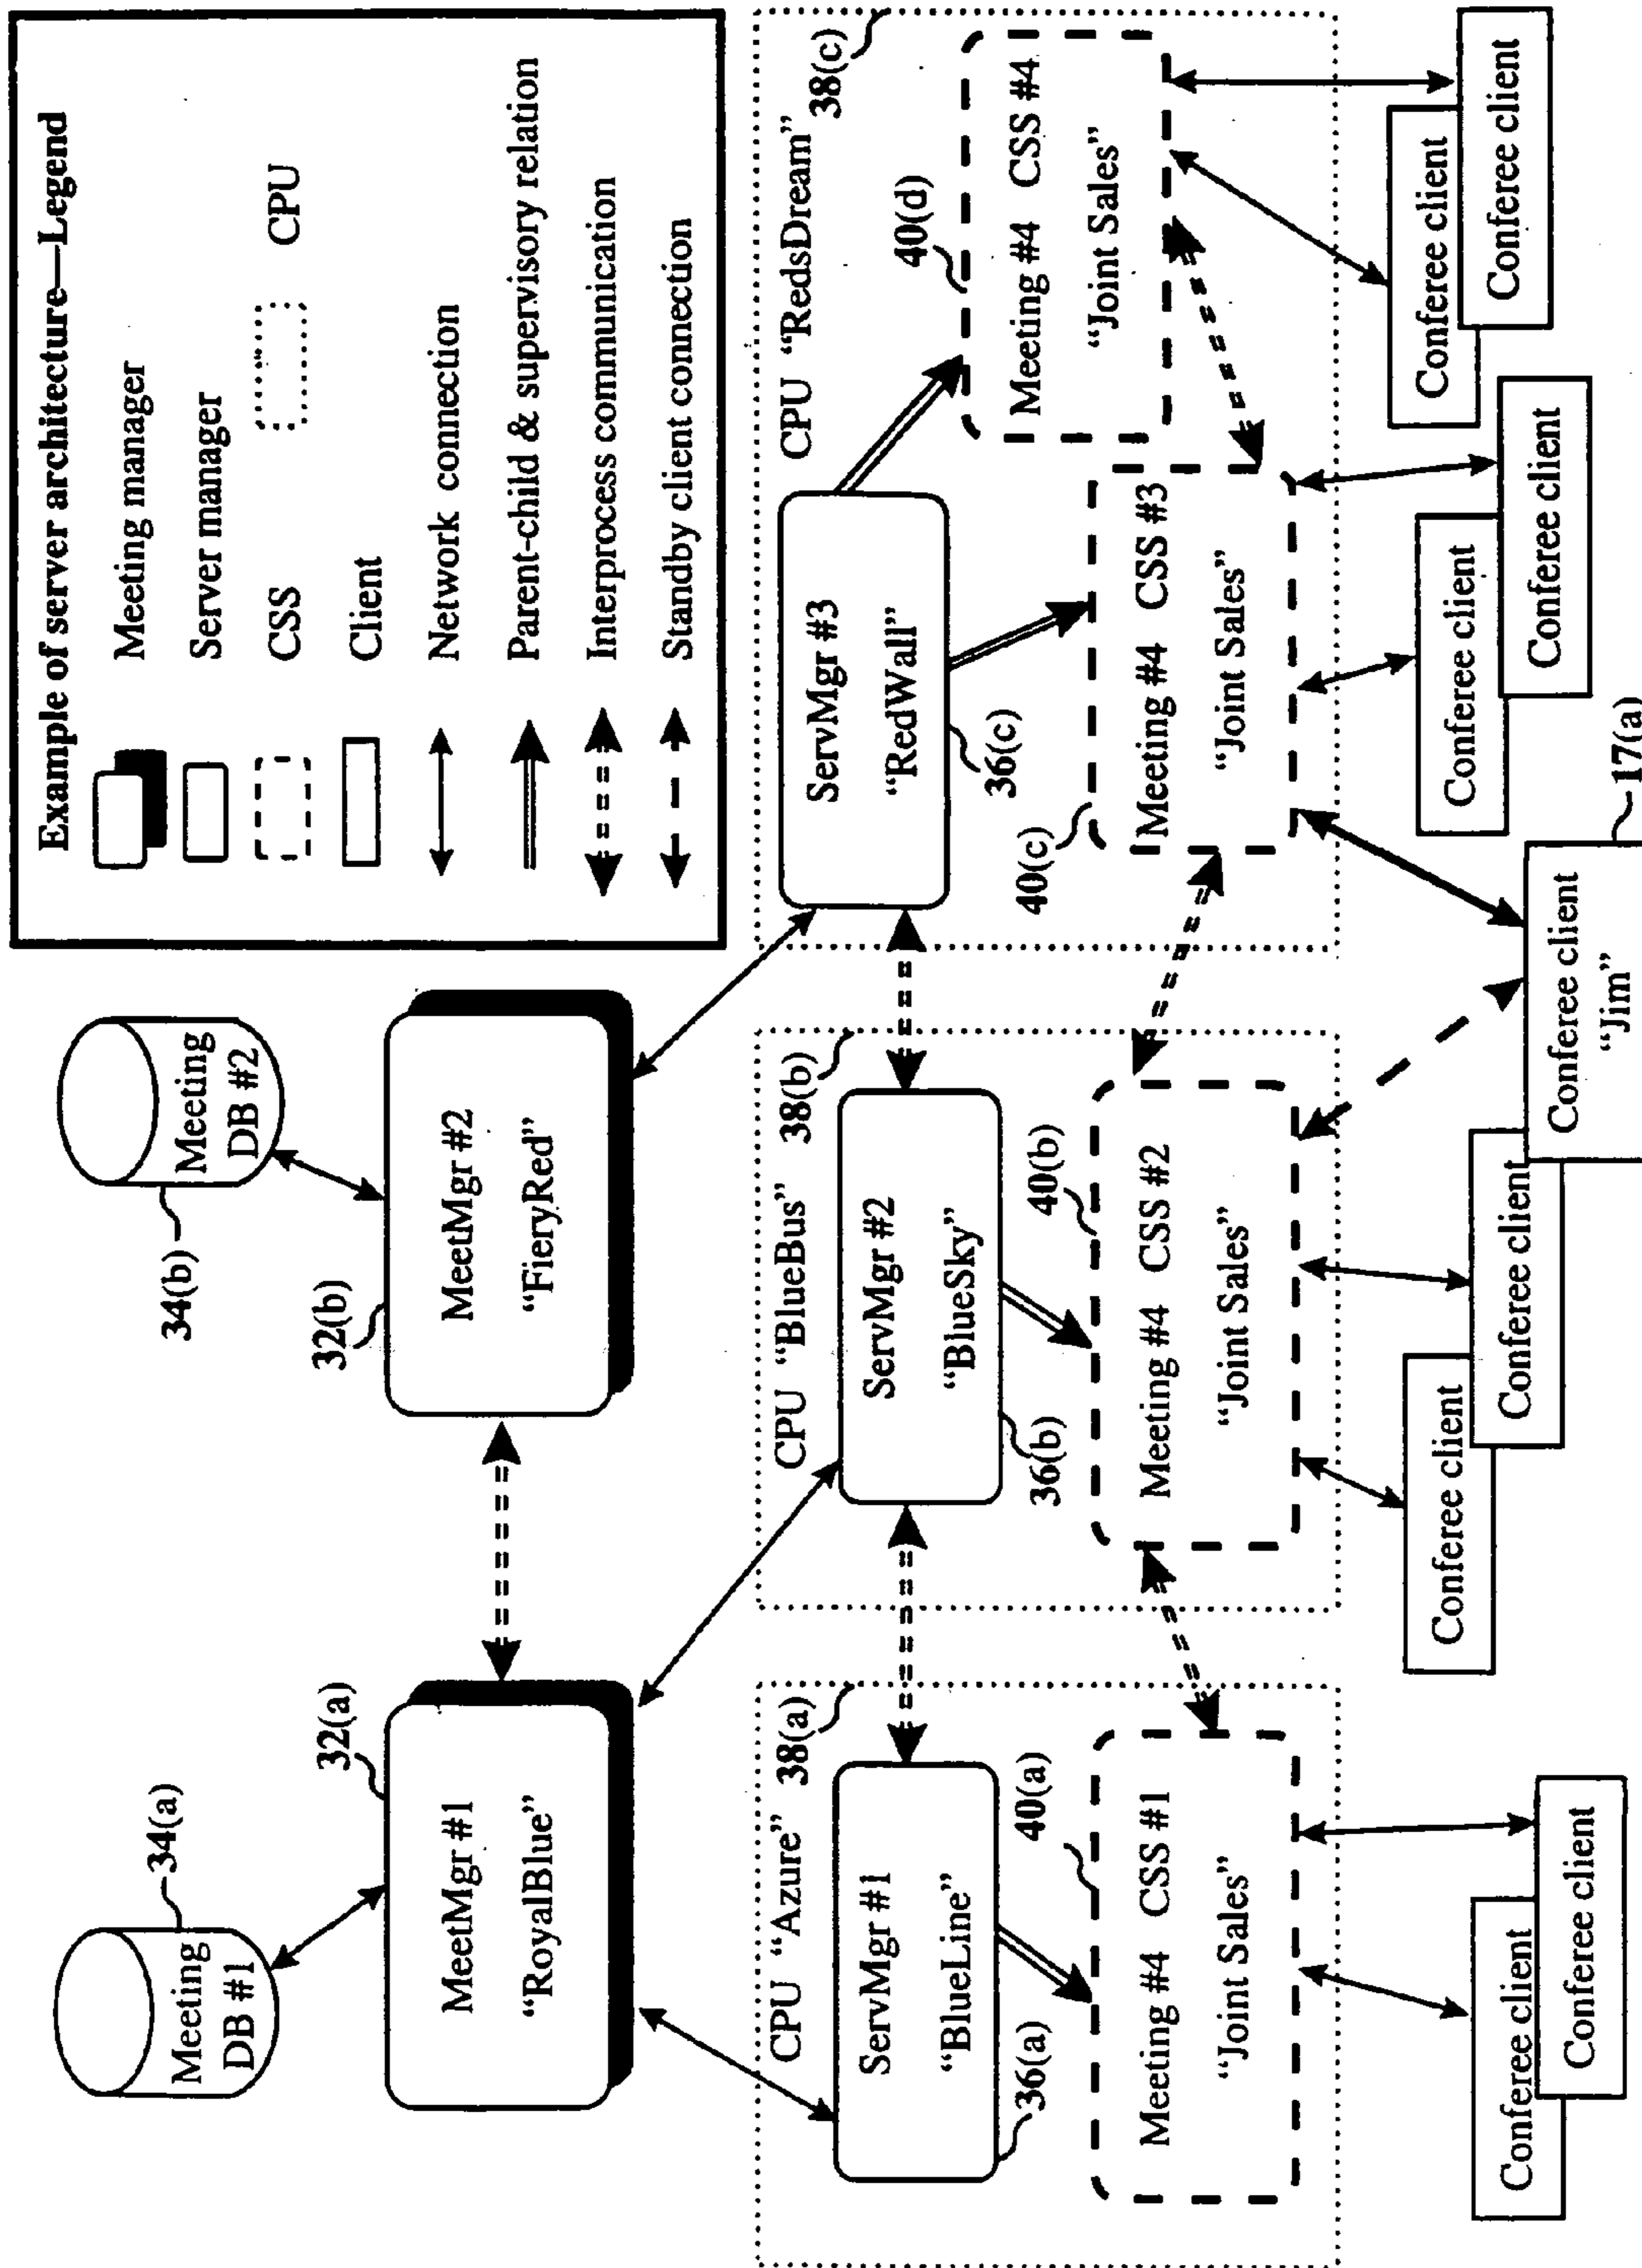 Example of server architecture—Legend
Meeting manager
Server manager
CSS
CPU
Client
Network connection
Parent-child & supervisory relation
Interprocess communication
Standby client connection
Meeting
DB #1
34(a)
Meeting
DB #2
34(b)
MeetMgr #1
"RoyalBlue"
32(a)
MeetMgr #2
"FieryRed"
32(b)
CPU "Azure"
38(a)
ServMgr #1
"BlueLine"
36(a)
40(a)
Meeting #4 CSS #1
"Joint Sales"
CPU "BlueBus"
38(b)
ServMgr #2
"BlueSky"
36(b)
40(b)
Meeting #4 CSS #2
"Joint Sales"
CPU "RedsDream"
38(c)
ServMgr #3
"RedWall"
36(c)
40(c)
Meeting #4 CSS #3
"Joint Sales"
40(d)
Meeting #4 CSS #4
"Joint Sales"
Conferee client
Conferee client
Conferee client
Conferee client
Conferee client
"Jim"
17(a)
Conferee client
Conferee client
Conferee client
Conferee client